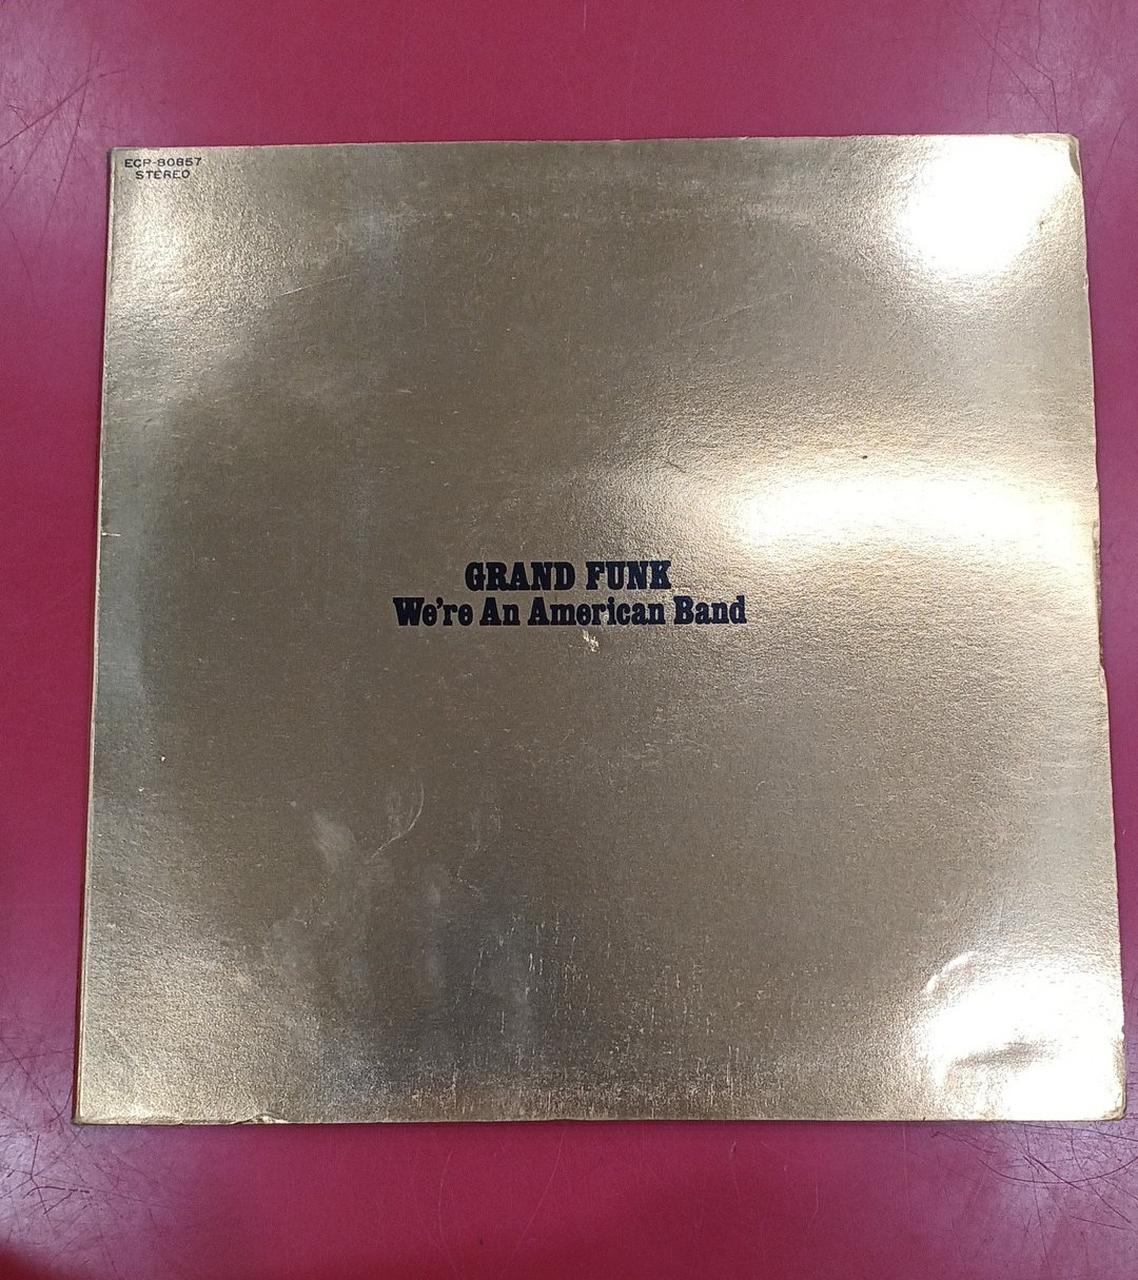 ECP-80857
STEREO
GRAND FUNK
We're An American Band